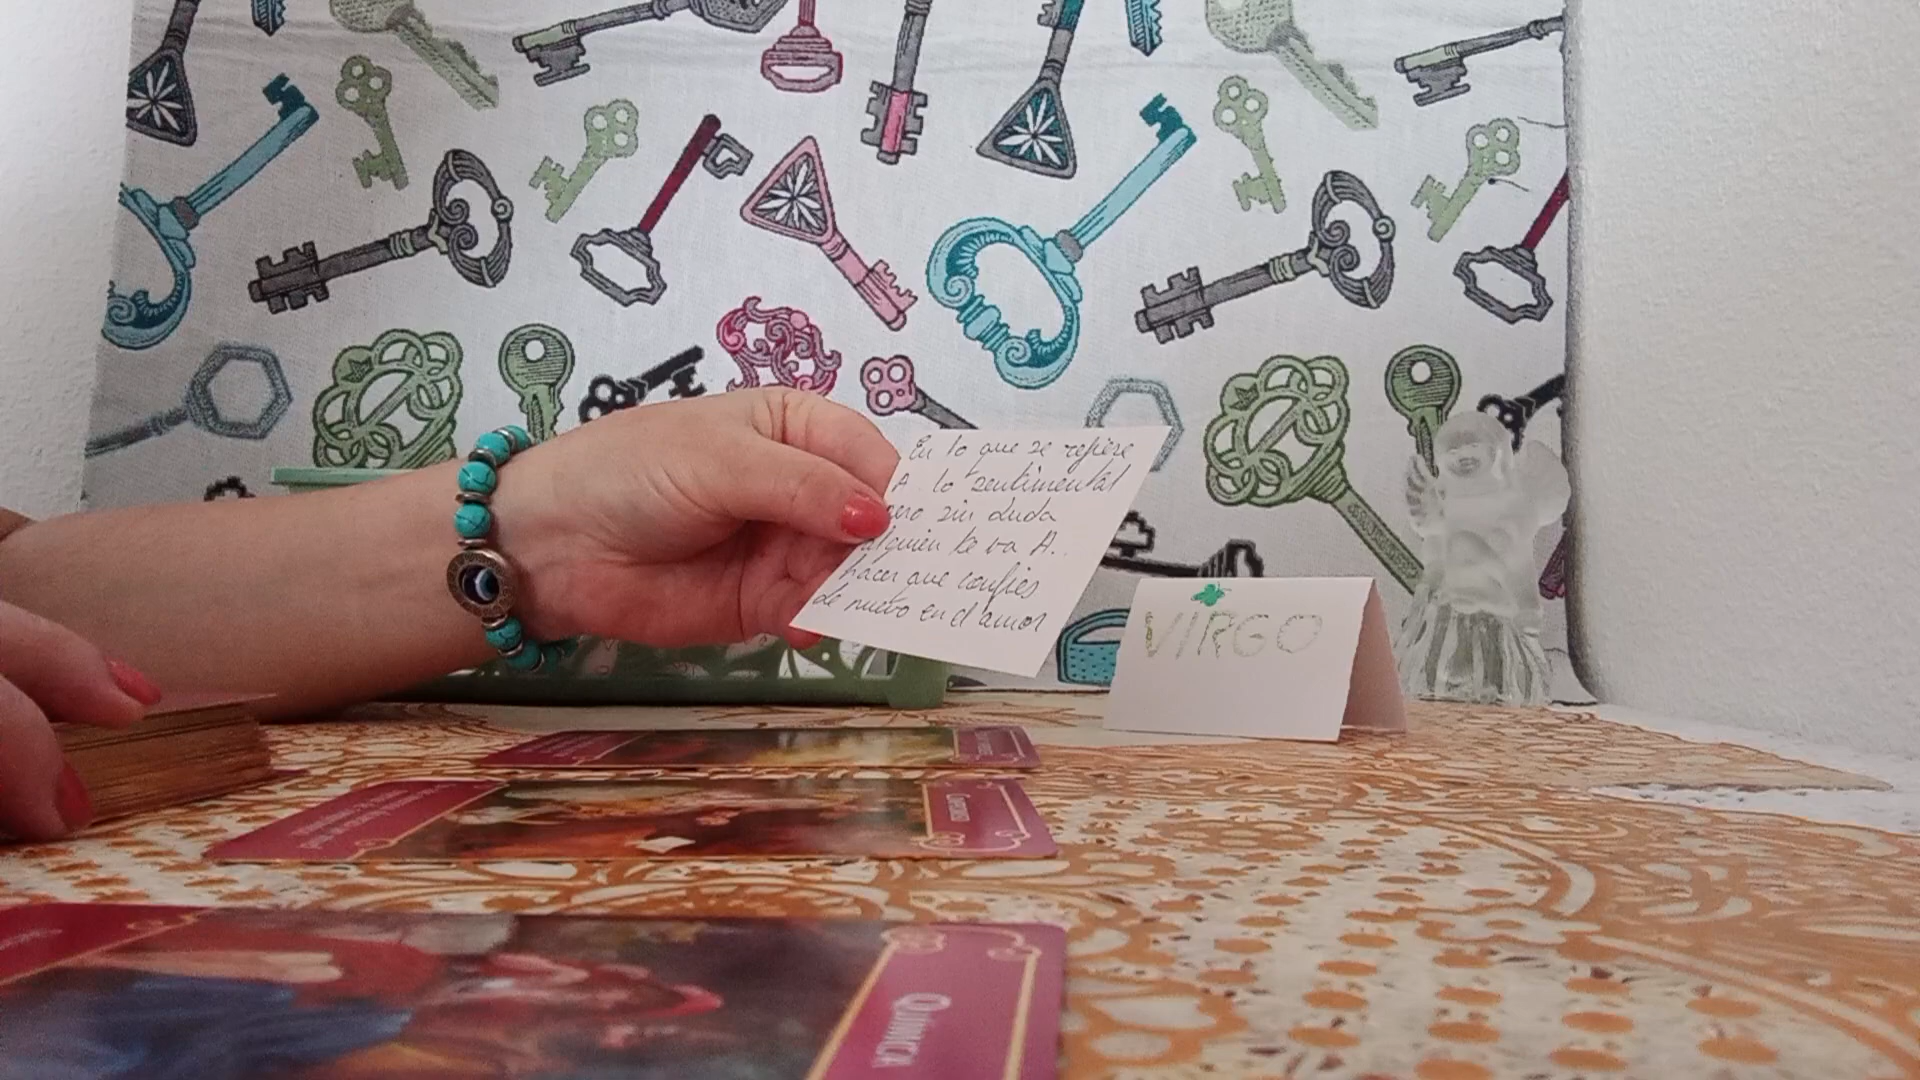 En lo que se refiere
A lo sentimental
pero sin duda
alguien te va A..
hacer que confíes
de nuevo en el amor
VIRGO
QUÍMICA